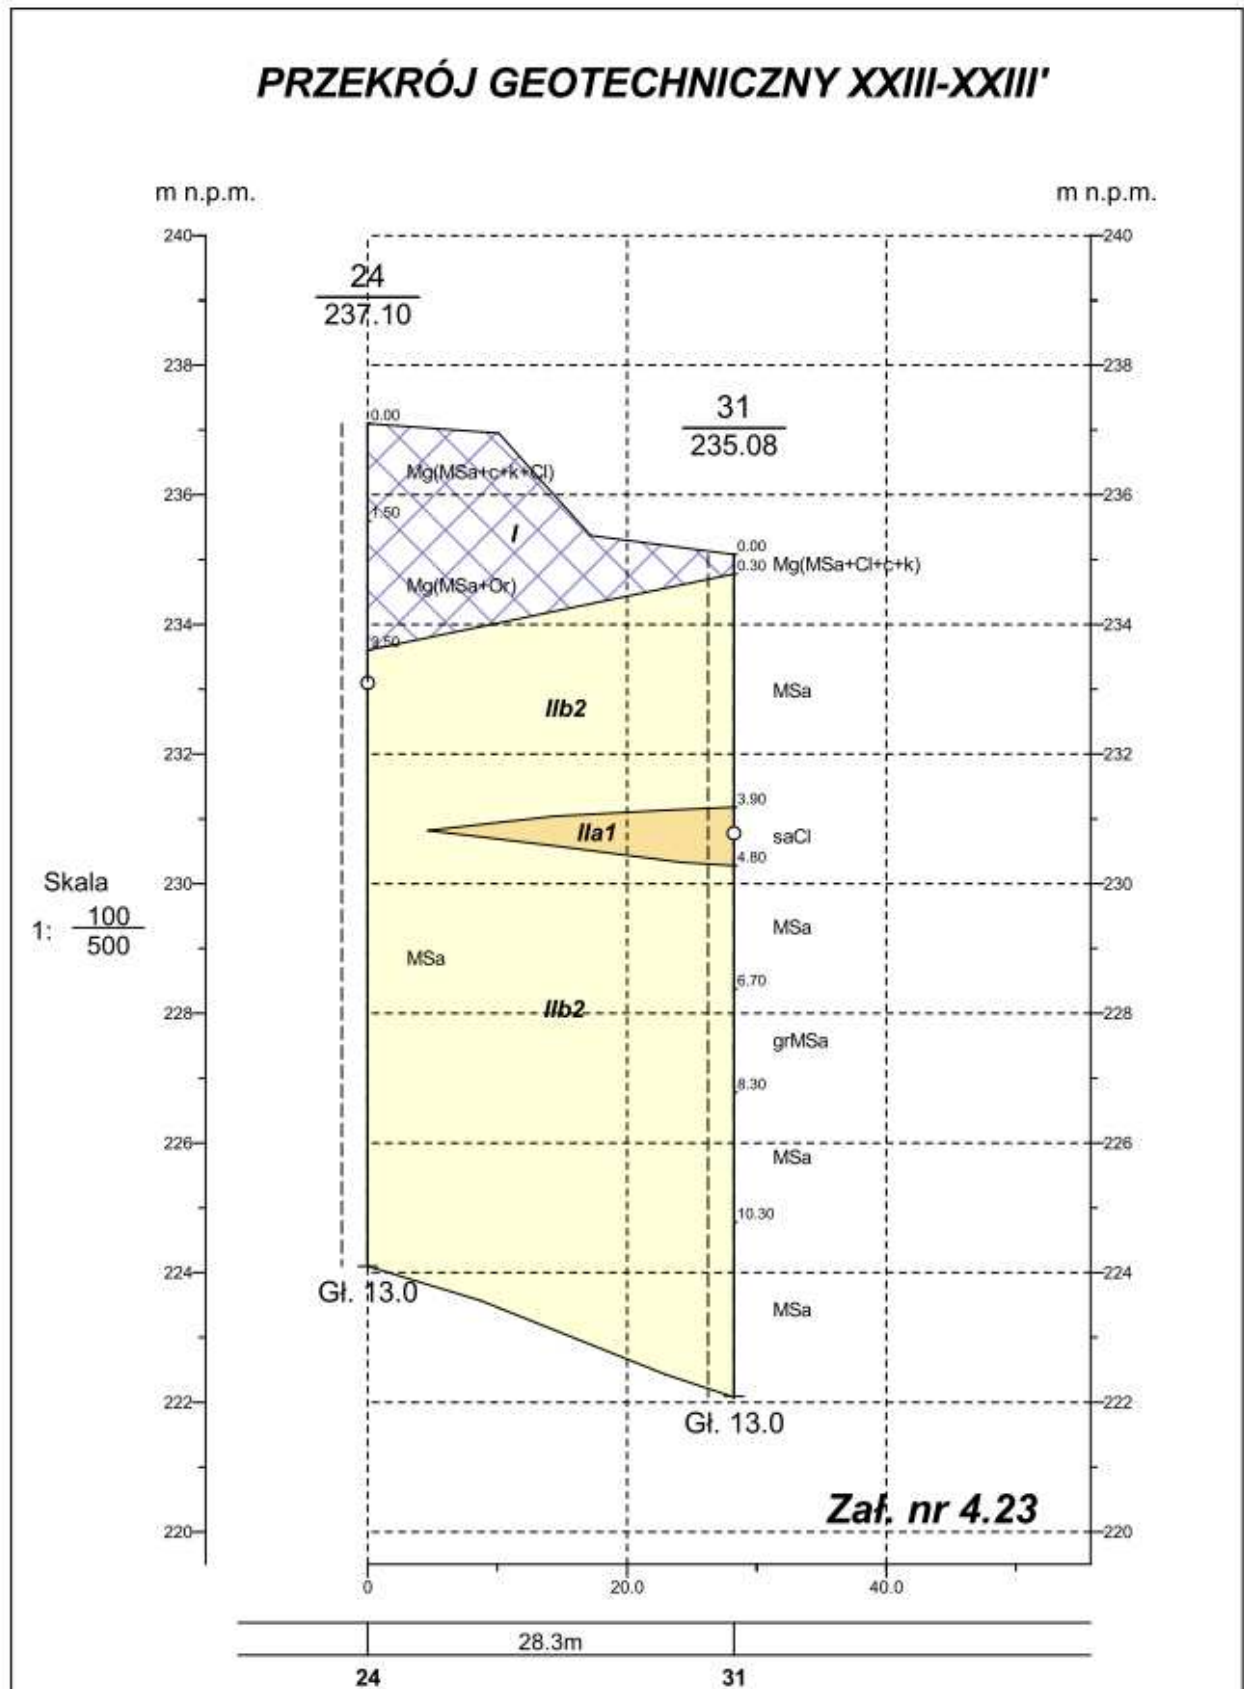 PRZEKRÓJ GEOTECHNICZNY XXIII-XXIII'
m n.p.m. m n.p.m.
240 240
24
237.10
238 238
31
235.08
0.00
Mg(MSa+c+k+Cl)
236 236
1.50
I
0.00
0.30 Mg(MSa+Cl+c+k)
Mg(MSa+Or)
234 234
3.50
MSa
IIb2
232 232
3.90
IIa1
saCl
4.80
Skala
1: 100
500
230 230
MSa
MSa
6.70
228 228
IIb2
grMSa
8.30
226 226
MSa
10.30
224 224
Gł. 13.0
MSa
222 222
Gł. 13.0
Zał. nr 4.23
220 220
0 20.0 40.0
28.3m
24 31